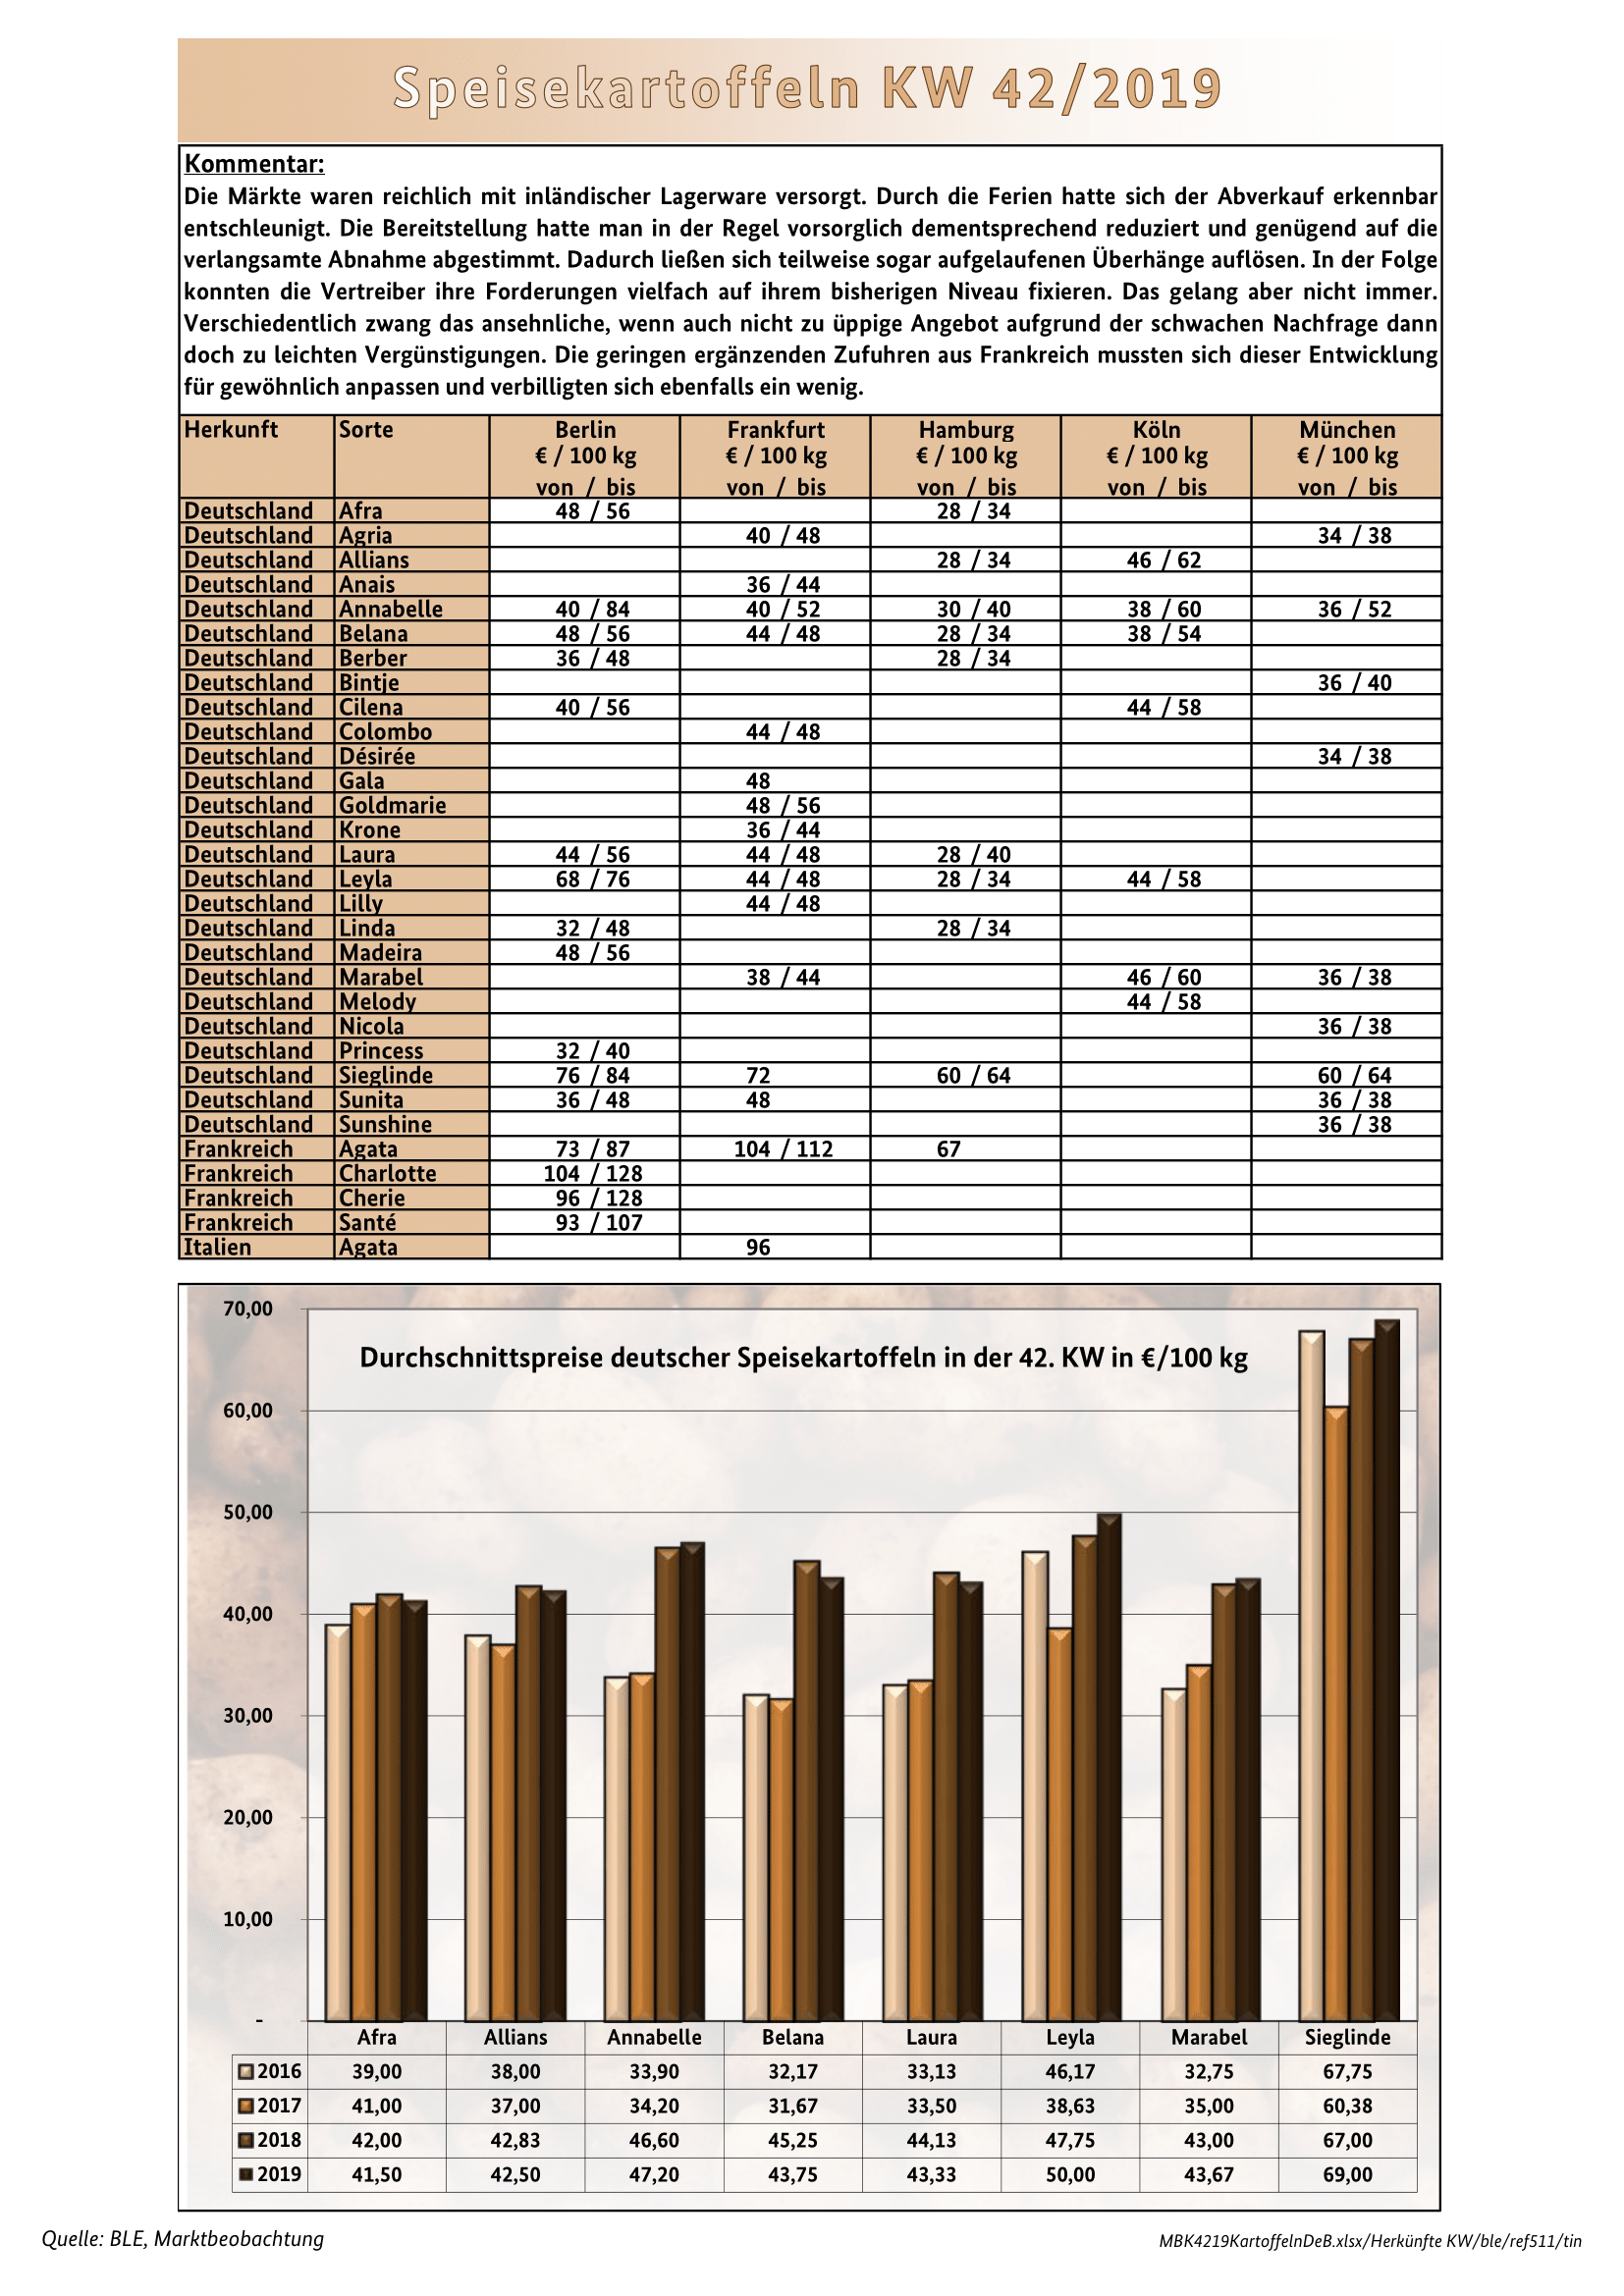 Speisekartoffeln KW 42/2019
Kommentar:
Die Märkte waren reichlich mit inländischer Lagerware versorgt. Durch die Ferien hatte sich der Abverkauf erkennbar
entschleunigt. Die Bereitstellung hatte man in der Regel vorsorglich dementsprechend reduziert und genügend auf die
verlangsamte Abnahme abgestimmt. Dadurch ließen sich teilweise sogar aufgelaufenen Überhänge auflösen. In der Folge
konnten die Vertreiber ihre Forderungen vielfach auf ihrem bisherigen Niveau fixieren. Das gelang aber nicht immer.
Verschiedentlich zwang das ansehnliche, wenn auch nicht zu üppige Angebot aufgrund der schwachen Nachfrage dann
doch zu leichten Vergünstigungen. Die geringen ergänzenden Zufuhren aus Frankreich mussten sich dieser Entwicklung
für gewöhnlich anpassen und verbilligten sich ebenfalls ein wenig.
Herkunft Sorte Berlin Frankfurt Hamburg Köln München
€ / 100 kg € / 100 kg € / 100 kg € / 100 kg € / 100 kg
von / bis von / bis von / bis von / bis von / bis
Deutschland Afra 48 / 56 28 / 34
Deutschland Agria 40 / 48 34 / 38
Deutschland Allians 28 / 34 46 / 62
Deutschland Anais 36 / 44
Deutschland Annabelle 40 / 84 40 / 52 30 / 40 38 / 60 36 / 52
Deutschland Belana 48 / 56 44 / 48 28 / 34 38 / 54
Deutschland Berber 36 / 48 28 / 34
Deutschland Bintje 36 / 40
Deutschland Cilena 40 / 56 44 / 58
Deutschland Colombo 44 / 48
Deutschland Désirée 34 / 38
Deutschland Gala 48
Deutschland Goldmarie 48 / 56
Deutschland Krone 36 / 44
Deutschland Laura 44 / 56 44 / 48 28 / 40
Deutschland Leyla 68 / 76 44 / 48 28 / 34 44 / 58
Deutschland Lilly 44 / 48
Deutschland Linda 32 / 48 28 / 34
Deutschland Madeira 48 / 56
Deutschland Marabel 38 / 44 46 / 60 36 / 38
Deutschland Melody 44 / 58
Deutschland Nicola 36 / 38
Deutschland Princess 32 / 40
Deutschland Sieglinde 76 / 84 72 60 / 64 60 / 64
Deutschland Sunita 36 / 48 48 36 / 38
Deutschland Sunshine 36 / 38
Frankreich Agata 73 / 87 104 / 112 67
Frankreich Charlotte 104 / 128
Frankreich Cherie 96 / 128
Frankreich Santé 93 / 107
Italien Agata 96
70,00
Durchschnittspreise deutscher Speisekartoffeln in der 42. KW in €/100 kg
60,00
50,00
40,00
30,00
20,00
10,00
-
Afra Allians Annabelle Belana Laura Leyla Marabel Sieglinde
2016 39,00 38,00 33,90 32,17 33,13 46,17 32,75 67,75
2017 41,00 37,00 34,20 31,67 33,50 38,63 35,00 60,38
2018 42,00 42,83 46,60 45,25 44,13 47,75 43,00 67,00
2019 41,50 42,50 47,20 43,75 43,33 50,00 43,67 69,00
Quelle: BLE, Marktbeobachtung MBK4219KartoffelnDeB.xlsx/Herkünfte KW/ble/ref511/tin